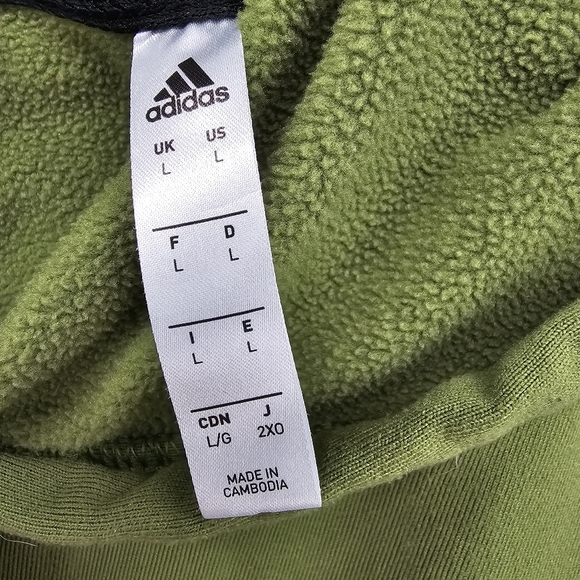 adidas
UK US
L L
F D
L L
I E
L L
CDN J
L/G 2XO
MADE IN
CAMBODIA